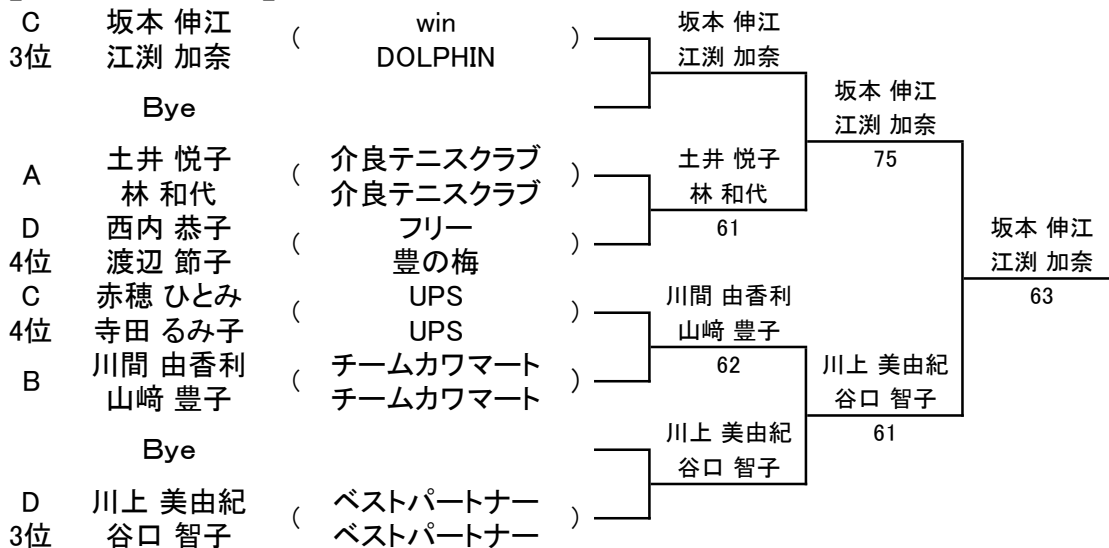 C 坂本 伸江 ( win ) 坂本 伸江
3位 江渕 加奈 DOLPHIN 江渕 加奈
坂本 伸江
Bye
江渕 加奈
土井 悦子 介良テニスクラブ 土井 悦子 75
A ( )
林 和代 介良テニスクラブ 林 和代
D 西内 恭子 ( フリー ) 61 坂本 伸江
4位 渡辺 節子 豊の梅 江渕 加奈
C 赤穂 ひとみ ( UPS ) 川間 由香利 63
4位 寺田 るみ子 UPS 山﨑 豊子
川間 由香利 チームカワマート 62 川上 美由紀
B ( )
山﨑 豊子 チームカワマート 谷口 智子
川上 美由紀 61
Bye
谷口 智子
D 川上 美由紀 ( ベストパートナー )
3位 谷口 智子 ベストパートナー